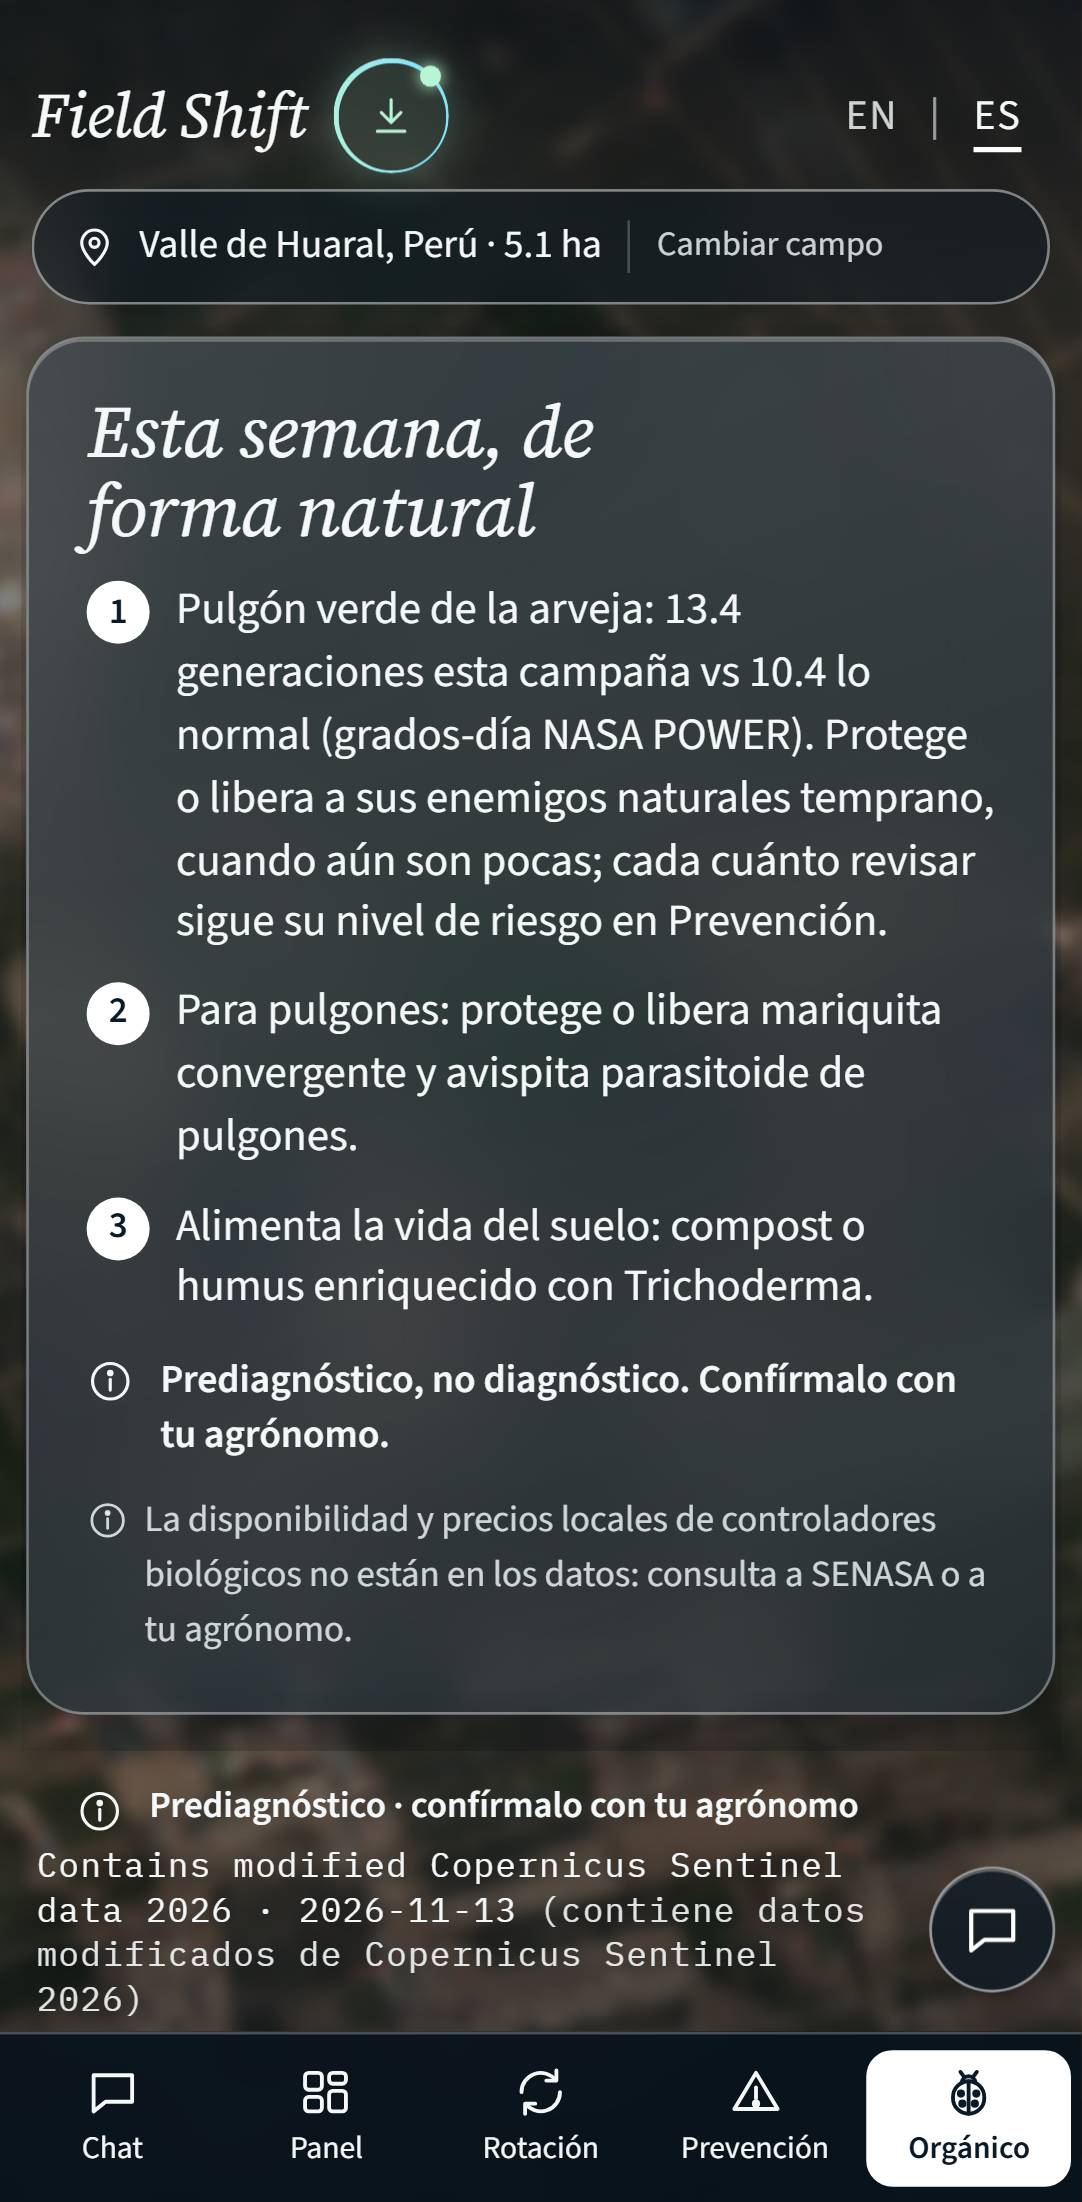 Field Shift
EN | ES
Valle de Huaral, Perú · 5.1 ha
Cambiar campo
Esta semana, de
forma natural
1
Pulgón verde de la arveja: 13.4
generaciones esta campaña vs 10.4 lo
normal (grados-día NASA POWER). Protege
o libera a sus enemigos naturales temprano,
cuando aún son pocas; cada cuánto revisar
sigue su nivel de riesgo en Prevención.
2
Para pulgones: protege o libera mariquita
convergente y avispita parasitoide de
pulgones.
3
Alimenta la vida del suelo: compost o
humus enriquecido con Trichoderma.
Prediagnóstico, no diagnóstico. Confírmalo con
tu agrónomo.
La disponibilidad y precios locales de controladores
biológicos no están en los datos: consulta a SENASA o a
tu agrónomo.
Prediagnóstico · confírmalo con tu agrónomo
Contains modified Copernicus Sentinel
data 2026 · 2026-11-13 (contiene datos
modificados de Copernicus Sentinel
2026)
Chat
Panel
Rotación
Prevención
Orgánico